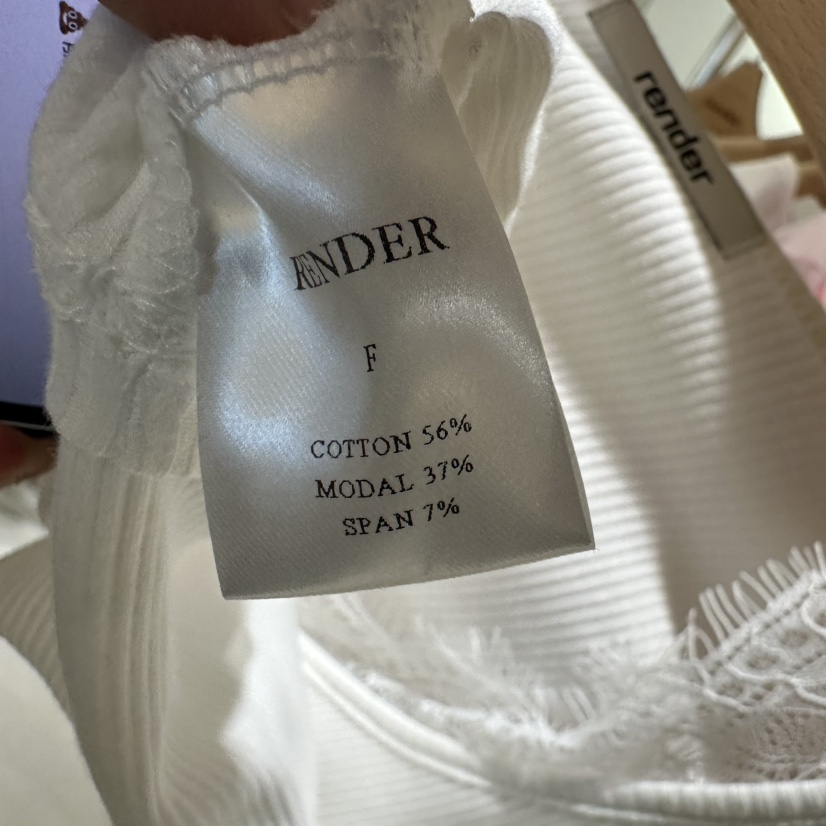 render
RENDER
F
COTTON 56%
MODAL 37%
SPAN 7%